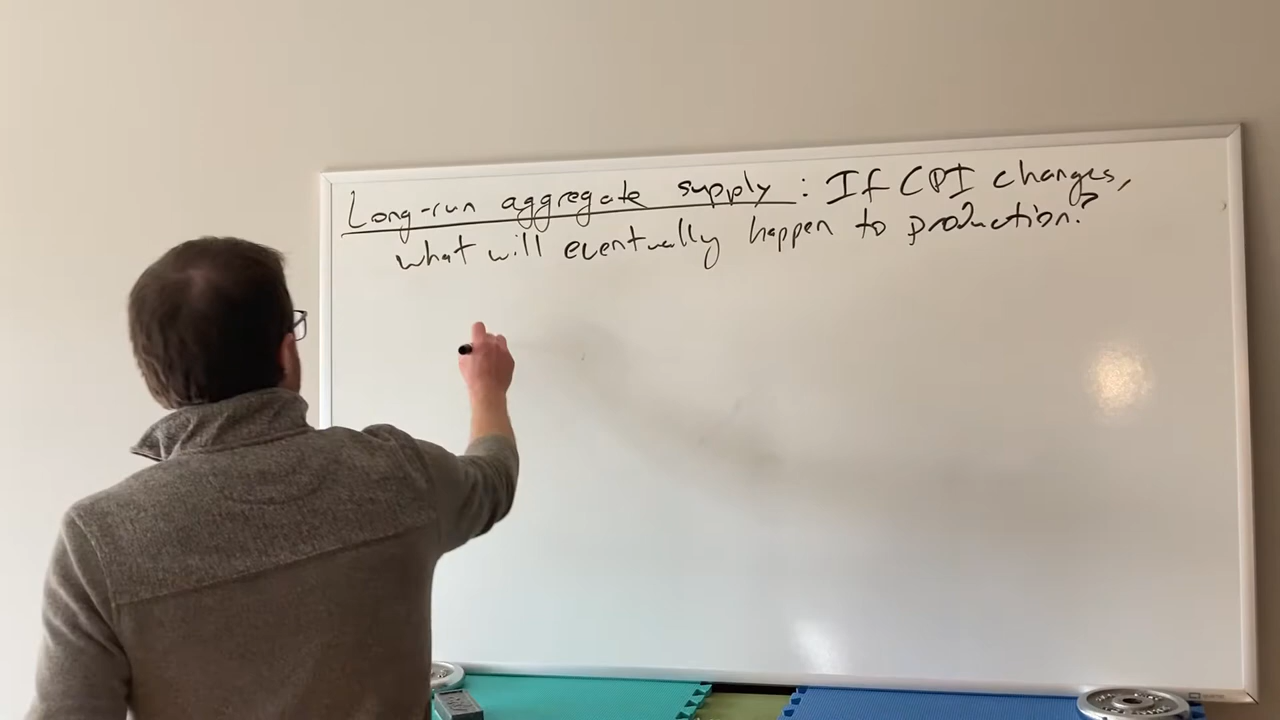 Long-run aggregate supply: If CPI changes,
what will eventually happen to production?